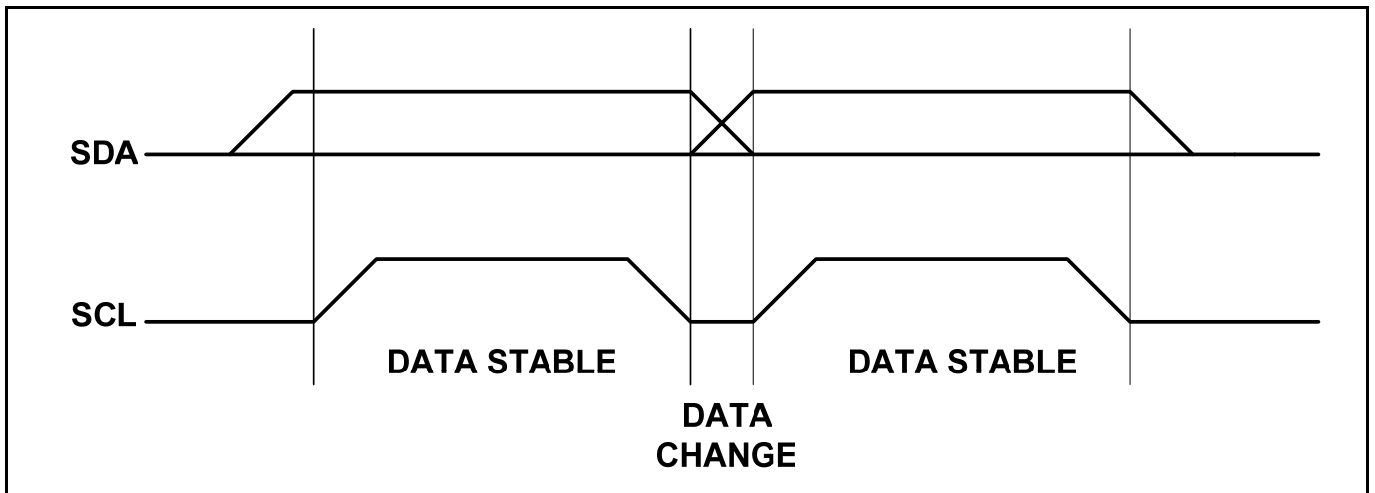 SDA
SCL
DATA STABLE
DATA STABLE
DATA
CHANGE